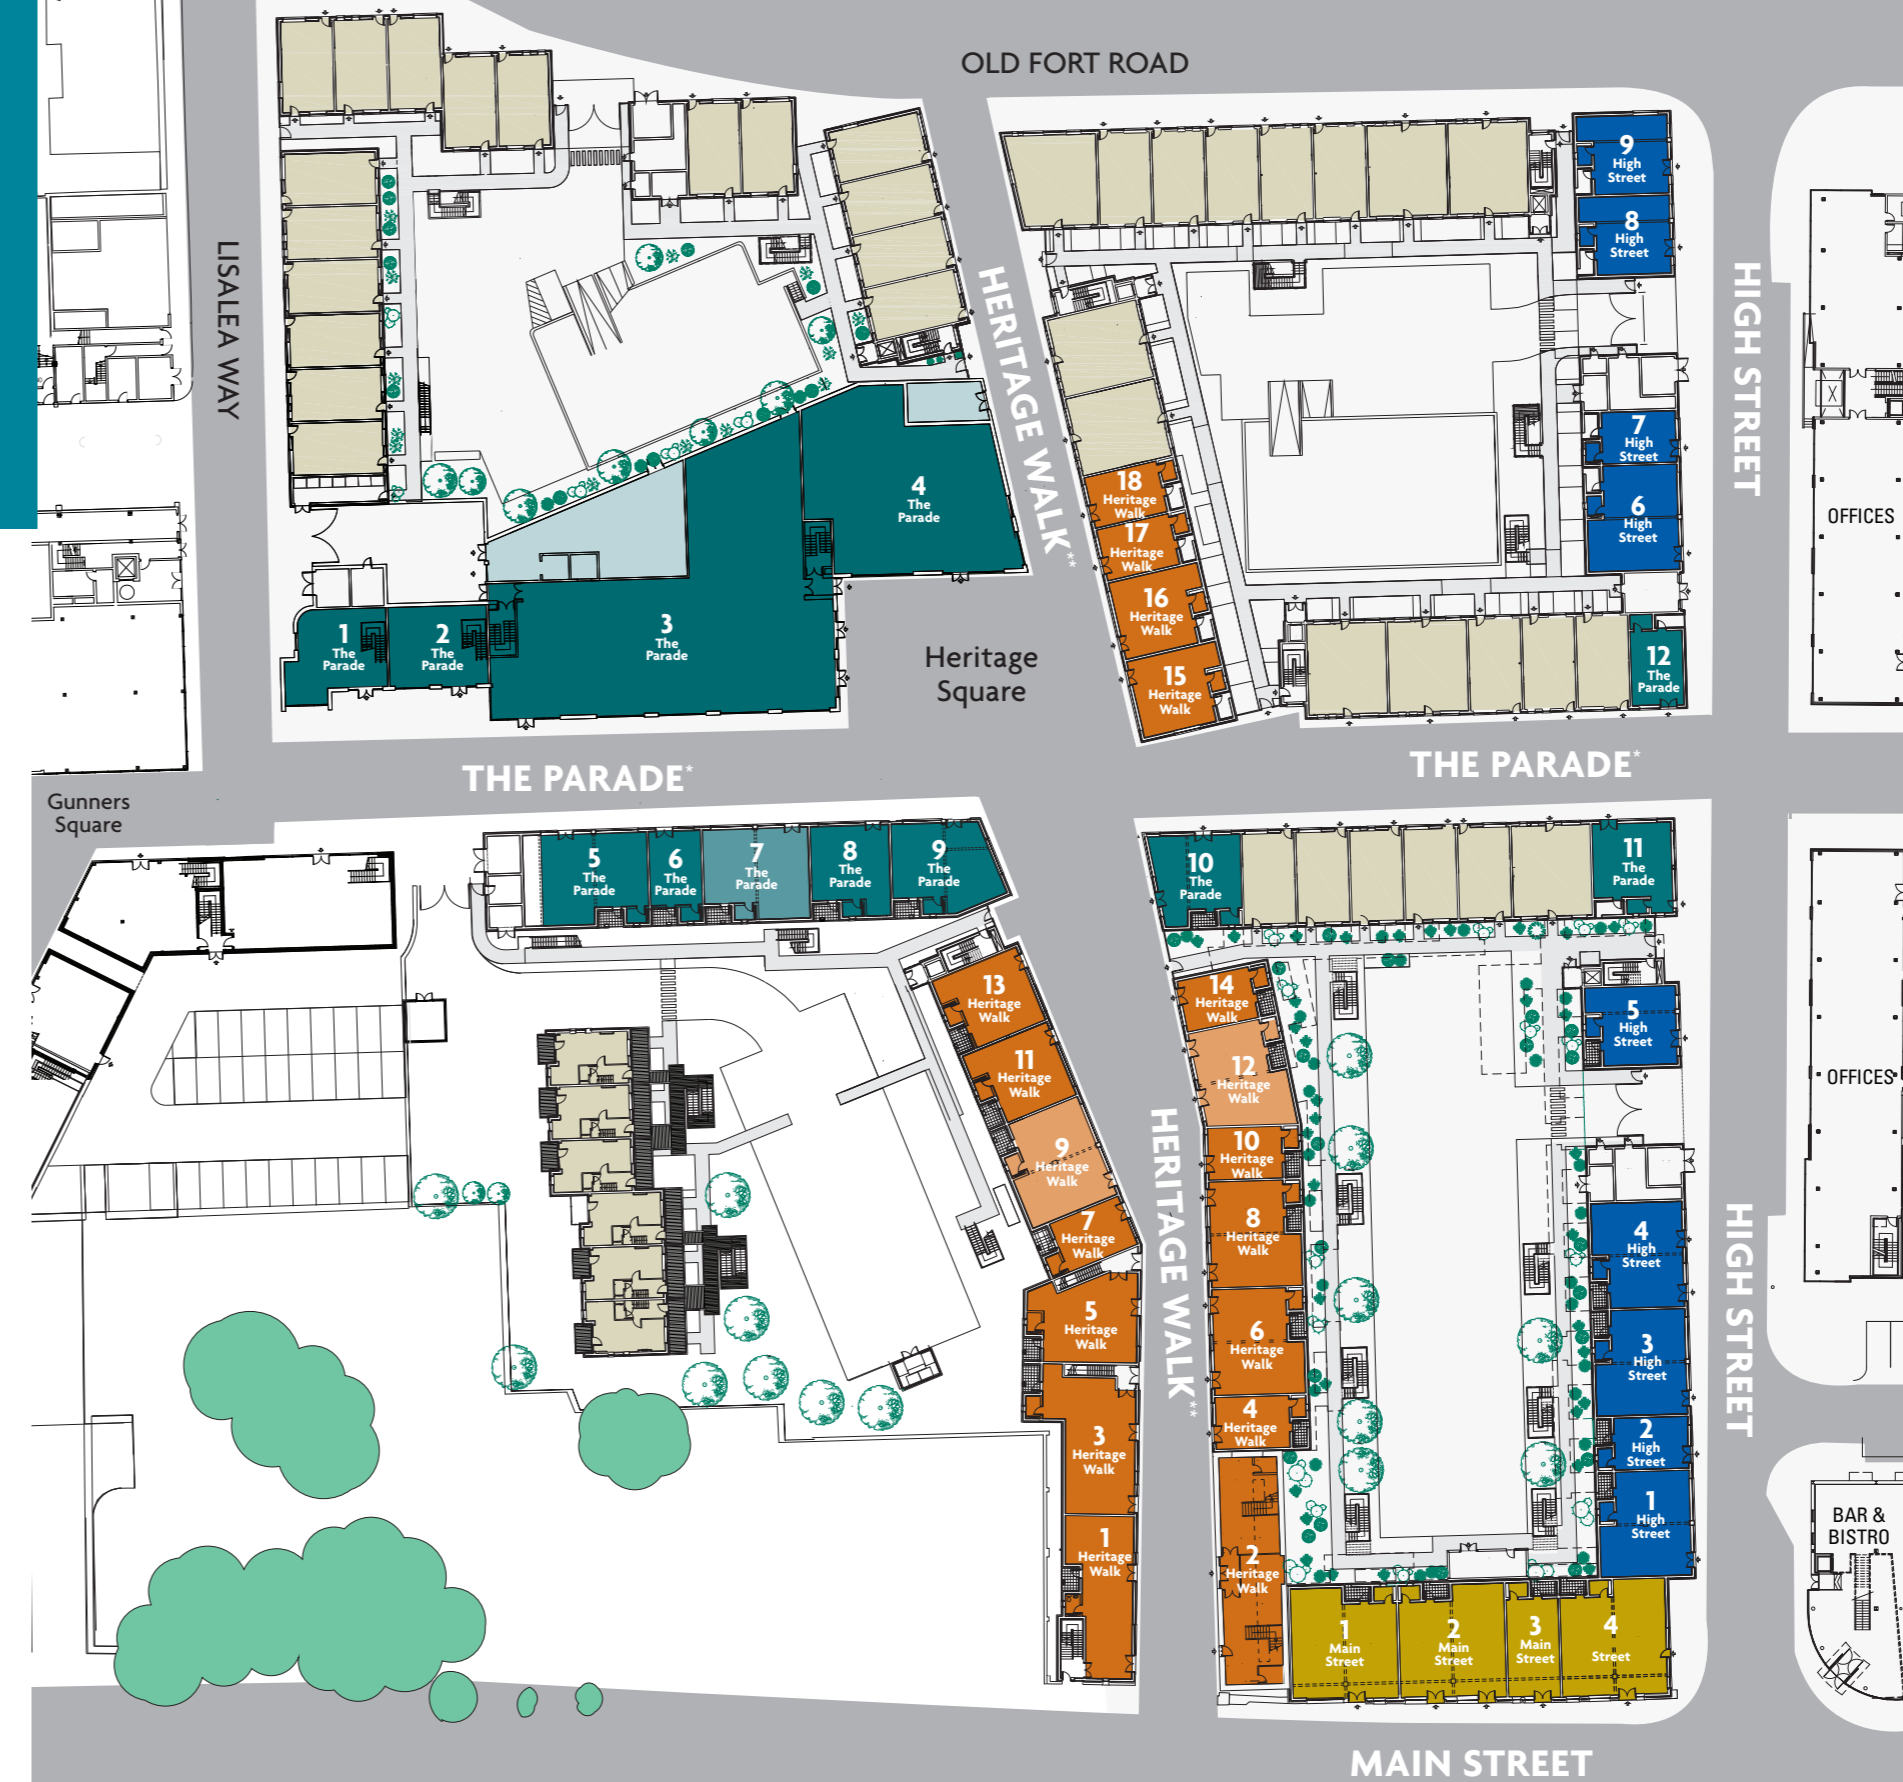 OLD FORT ROAD
LISALEA WAY
HERITAGE WALK**
HIGH STREET
9
High
Street
8
High
Street
7
High
Street
6
High
Street
OFFICES
18
Heritage
Walk
17
Heritage
Walk
16
Heritage
Walk
15
Heritage
Walk
4
The
Parade
1
The
Parade
2
The
Parade
3
The
Parade
Heritage
Square
12
The
Parade
THE PARADE*
THE PARADE*
Gunners
Square
5
The
Parade
6
The
Parade
7
The
Parade
8
The
Parade
9
The
Parade
10
The
Parade
11
The
Parade
13
Heritage
Walk
11
Heritage
Walk
9
Heritage
Walk
7
Heritage
Walk
5
Heritage
Walk
3
Heritage
Walk
1
Heritage
Walk
HERITAGE WALK**
14
Heritage
Walk
12
Heritage
Walk
10
Heritage
Walk
8
Heritage
Walk
6
Heritage
Walk
4
Heritage
Walk
2
Heritage
Walk
5
High
Street
4
High
Street
3
High
Street
2
High
Street
1
High
Street
HIGH STREET
OFFICES
BAR &
BISTRO
1
Main
Street
2
Main
Street
3
Main
Street
4
Street
MAIN STREET